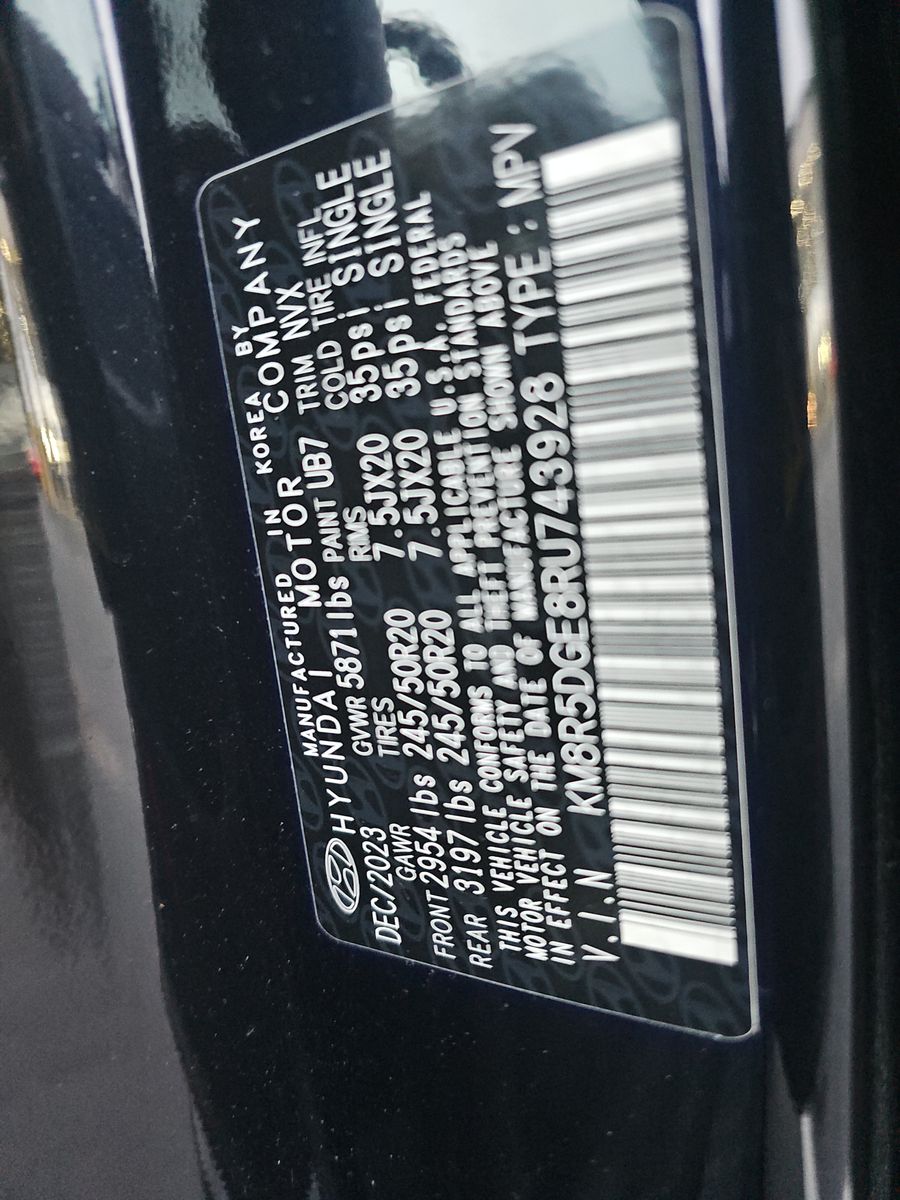 MANUFACTURED IN KOREA BY
HYUNDAI MOTOR COMPANY
DEC/2023 GVWR 5871lbs PAINT UB7 TRIM NVX
GAWR TIRES RMS COLD TIRE INFL
FRONT 2954 lbs 245/50R20 7.5JX20 35psi SINGLE
REAR 3197 lbs 245/50R20 7.5JX20 35psi SINGLE
THIS VEHICLE CONFORMS TO ALL APPLICABLE U.S.A. FEDERAL
MOTOR VEHICLE SAFETY AND THEFT PREVENTION STANDARDS
IN EFFECT ON THE DATE OF MANUFACTURE SHOWN ABOVE
V.I.N KM8R5DGE8RU743928 TYPE : MPV